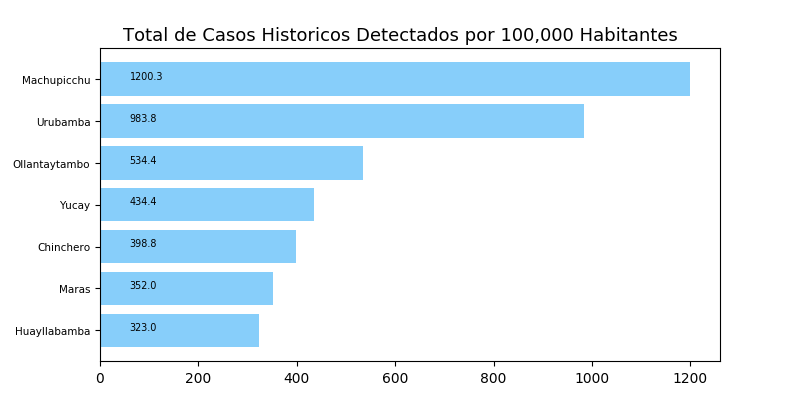 Total de Casos Historicos Detectados por 100,000 Habitantes
Machupicchu 1200.3
Urubamba 983.8
Ollantaytambo 534.4
Yucay 434.4
Chinchero 398.8
Maras 352.0
Huayllabamba 323.0
0 200 400 600 800 1000 1200